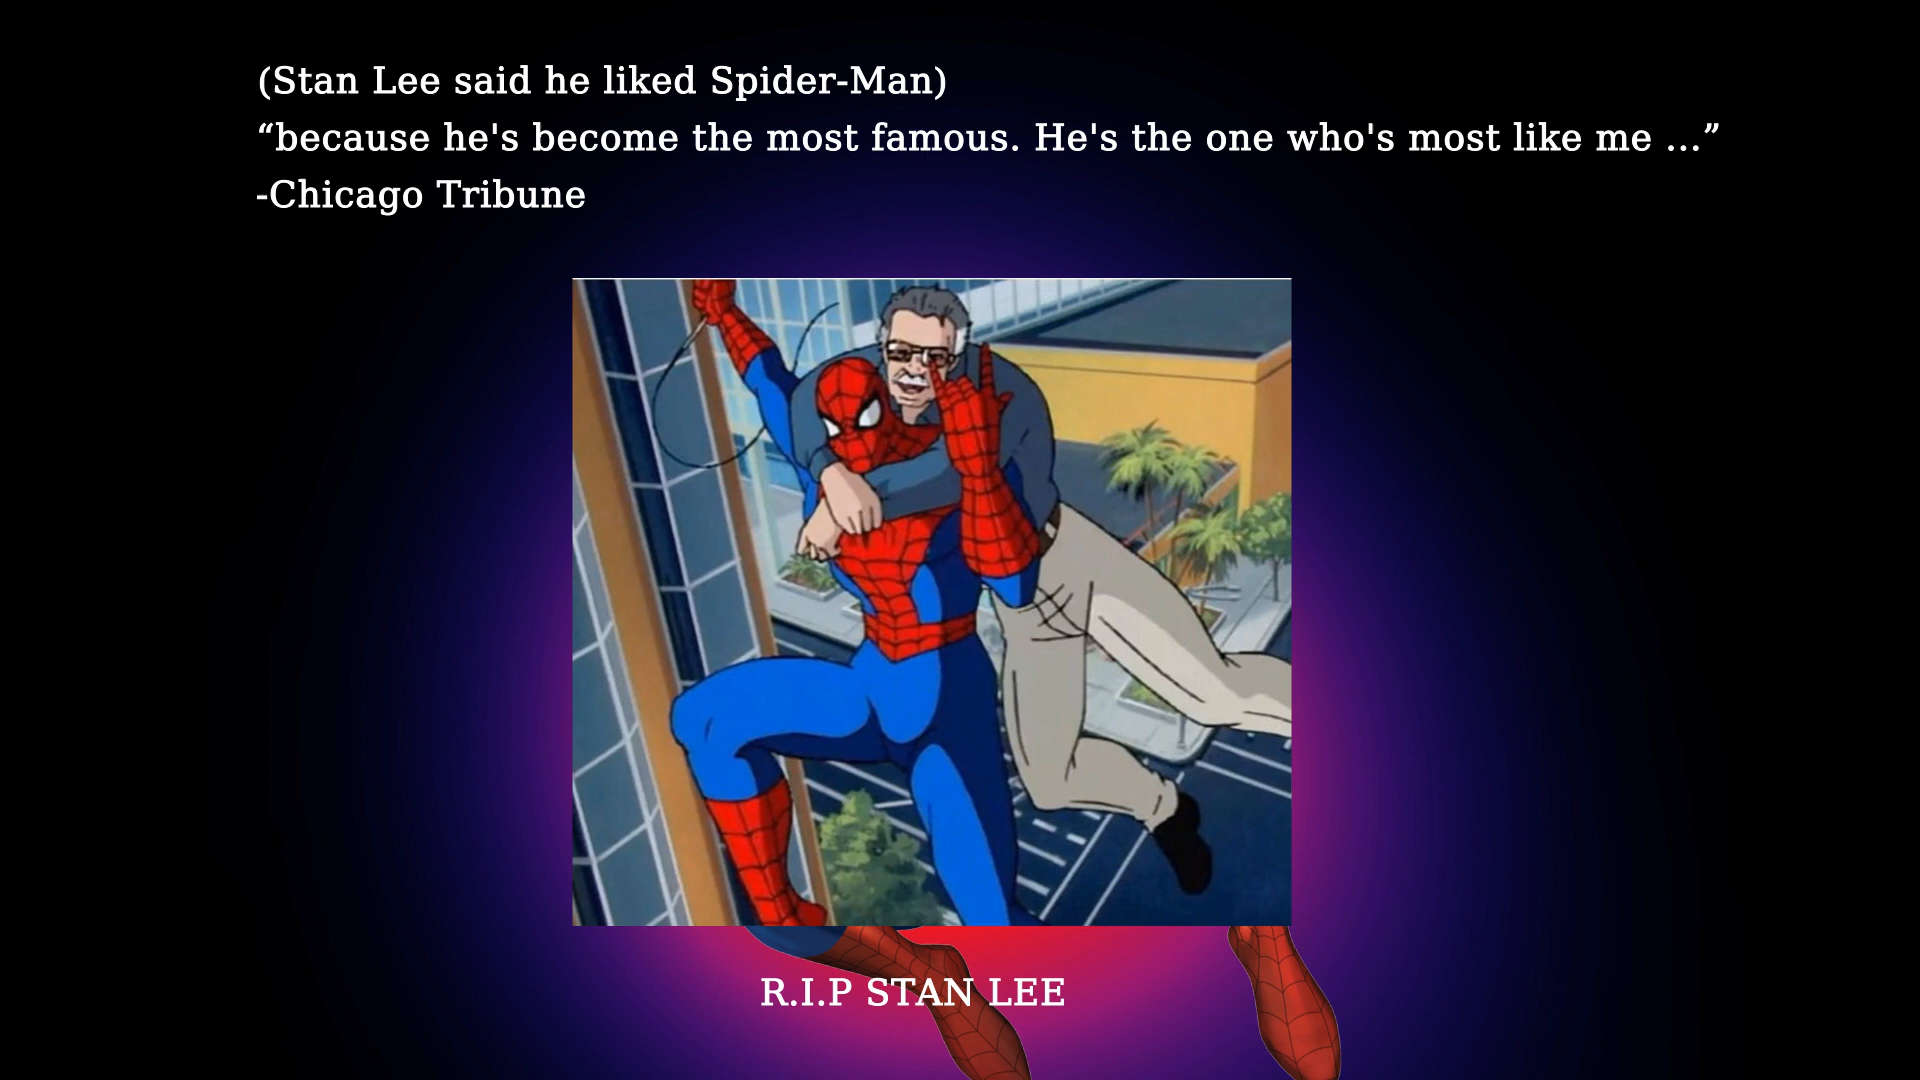 (Stan Lee said he liked Spider-Man)
“because he's become the most famous. He's the one who's most like me ...”
-Chicago Tribune
R.I.P STAN LEE